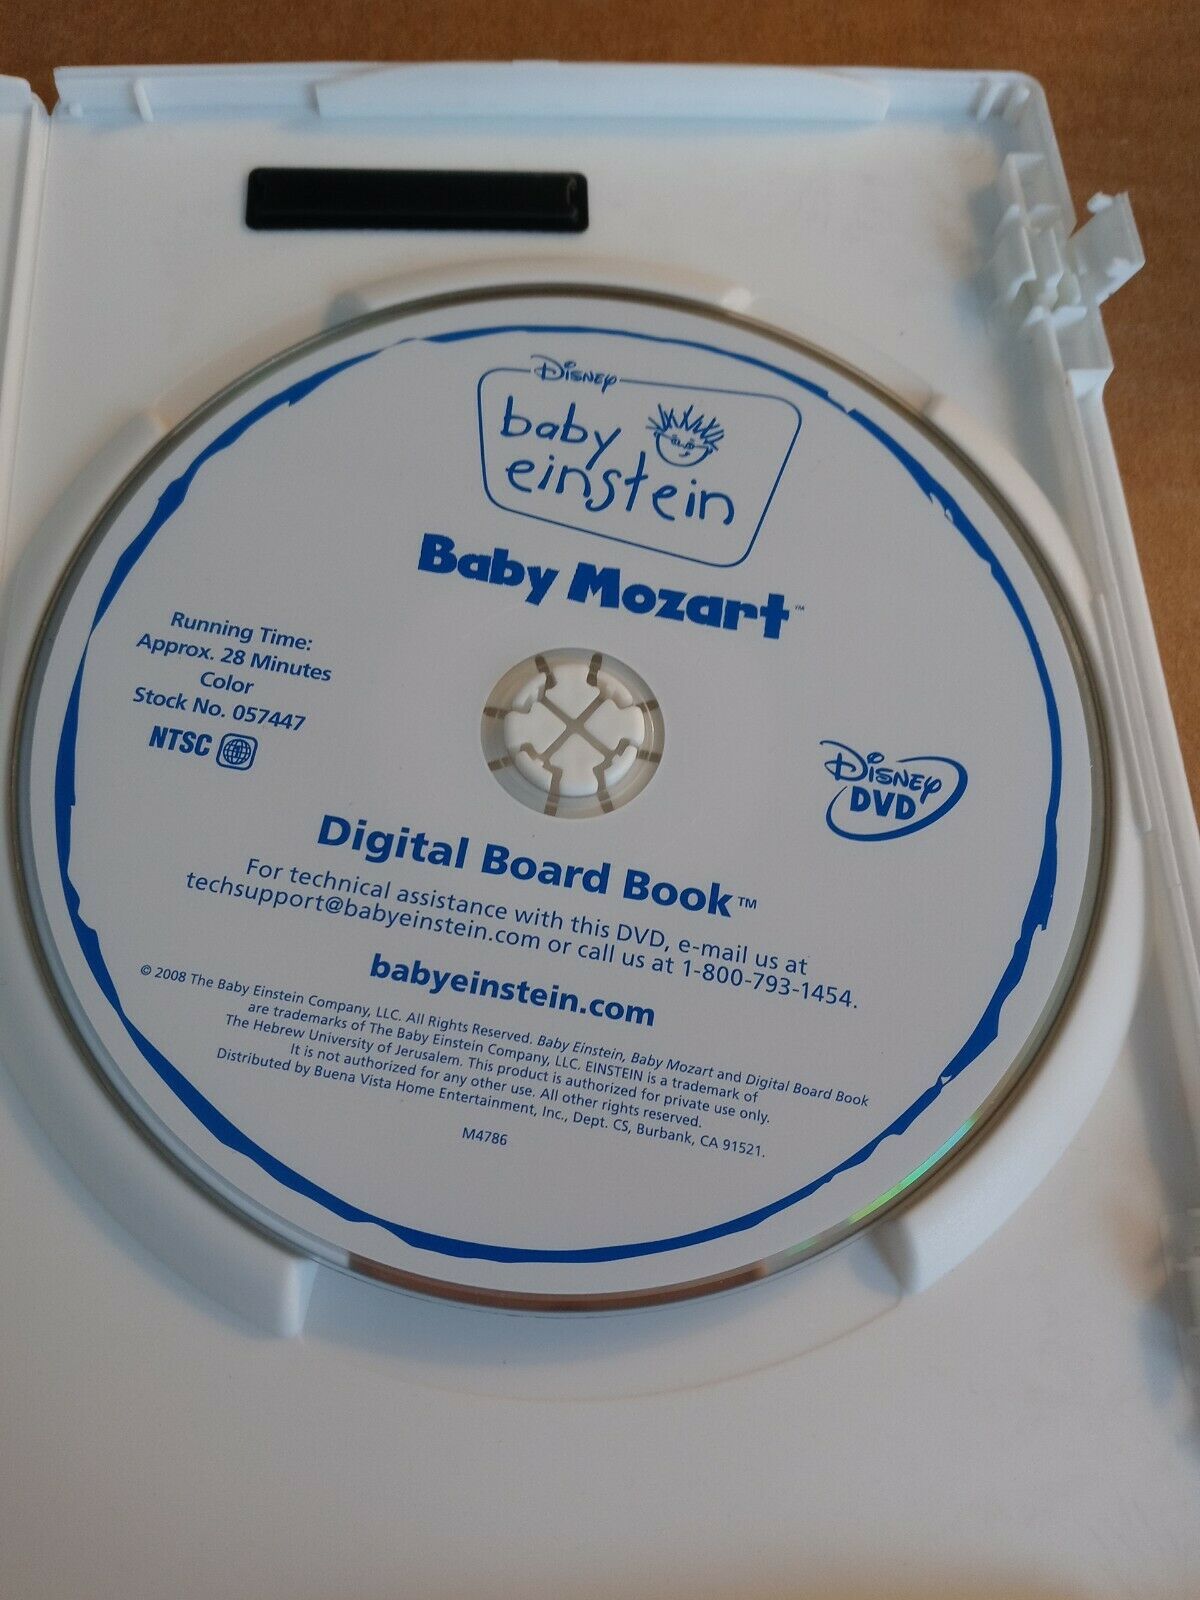 Disney
baby
einstein
Baby Mozart™
Running Time:
Approx. 28 Minutes
Color
Stock No. 057447
NTSC
Disney
DVD
Digital Board Book™
For technical assistance with this DVD, e-mail us at
techsupport@babyeinstein.com or call us at 1-800-793-1454.
babyeinstein.com
© 2008 The Baby Einstein Company, LLC. All Rights Reserved. Baby Einstein, Baby Mozart and Digital Board Book
are trademarks of The Baby Einstein Company, LLC. EINSTEIN is a trademark of
The Hebrew University of Jerusalem. This product is authorized for private use only.
It is not authorized for any other use. All other rights reserved.
Distributed by Buena Vista Home Entertainment, Inc., Dept. CS, Burbank, CA 91521.
M4786